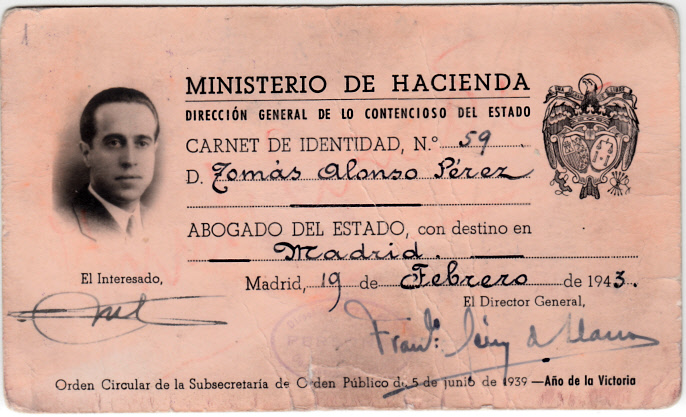 1
MINISTERIO DE HACIENDA
DIRECCIÓN GENERAL DE LO CONTENCIOSO DEL ESTADO
CARNET DE IDENTIDAD, N.º 59
D. Tomás Alonso Pérez
ABOGADO DEL ESTADO, con destino en
Madrid.
Madrid, 19 de Febrero de 1943.
El Interesado,
El Director General,
Orden Circular de la Subsecretaría de Orden Público de 5 de junio de 1939 —Año de la Victoria